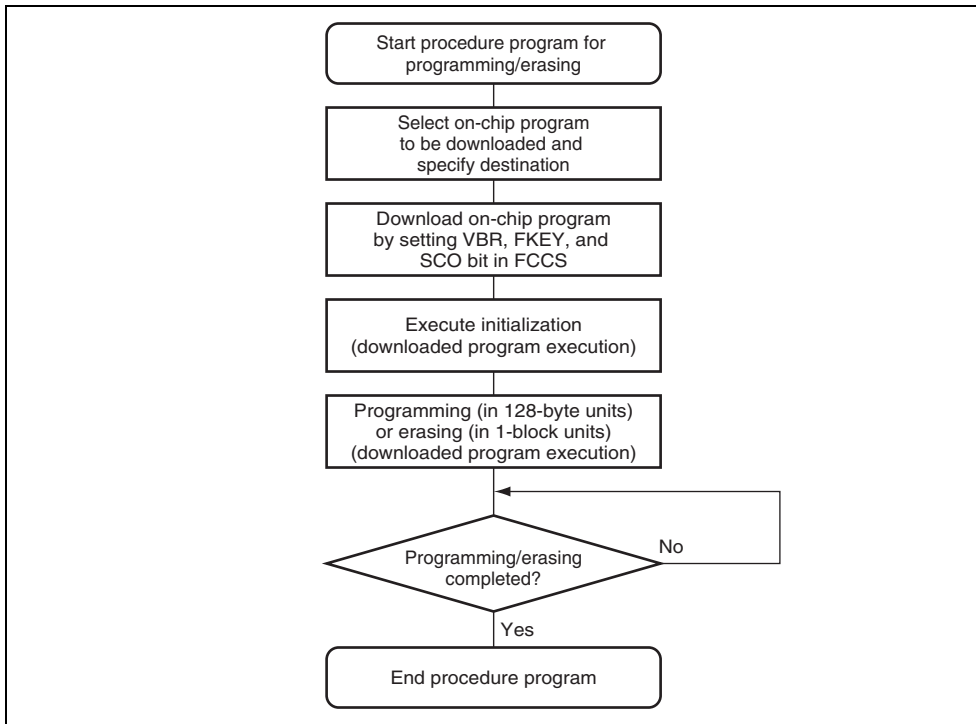 Start procedure program for
programming/erasing
Select on-chip program
to be downloaded and
specify destination
Download on-chip program
by setting VBR, FKEY, and
SCO bit in FCCS
Execute initialization
(downloaded program execution)
Programming (in 128-byte units)
or erasing (in 1-block units)
(downloaded program execution)
Programming/erasing
completed?
No
Yes
End procedure program